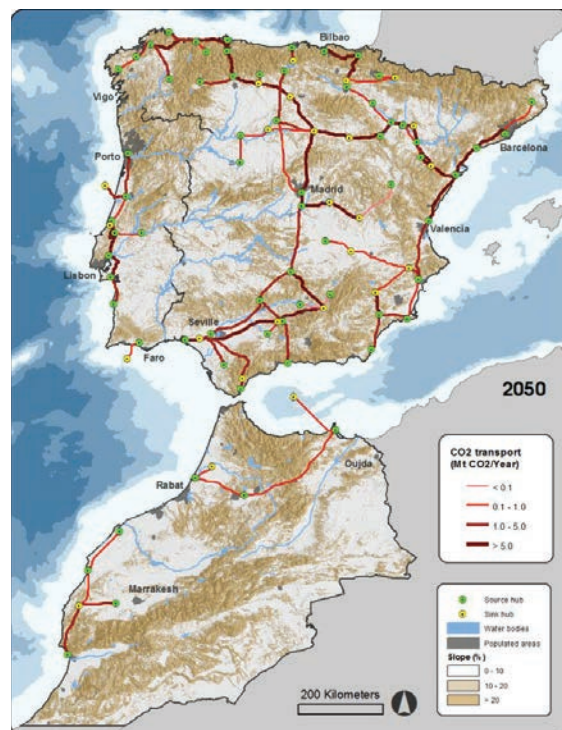 Bilbao
Vigo
Porto
Barcelona
Madrid
Valencia
Lisbon
Seville
Faro
2050
CO2 transport
(Mt CO2/Year)
< 0.1
0.1 - 1.0
1.0 - 5.0
> 5.0
Oujda
Rabat
Marrakesh
Source hub
Sink hub
Water bodies
Populated areas
Slope (%)
0 - 10
10 - 20
> 20
200 Kilometers